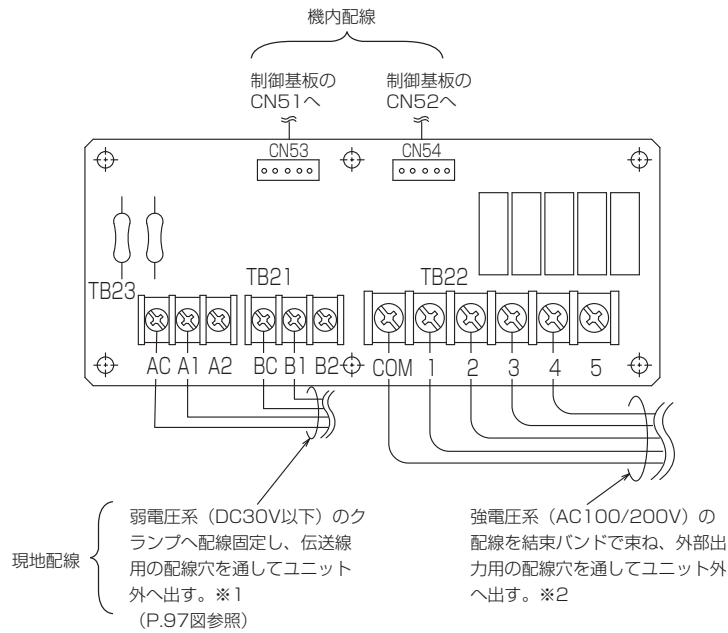 機内配線
制御基板の
CN51へ
制御基板の
CN52へ
CN53
CN54
TB23
TB21
TB22
AC A1 A2 BC B1 B2 COM 1 2 3 4 5
現地配線
弱電圧系（DC30V以下）のク
ランプへ配線固定し、伝送線
用の配線穴を通してユニット
外へ出す。※1
（P.97図参照）
強電圧系（AC100/200V）の
配線を結束バンドで束ね、外部出
力用の配線穴を通してユニット外
へ出す。※2